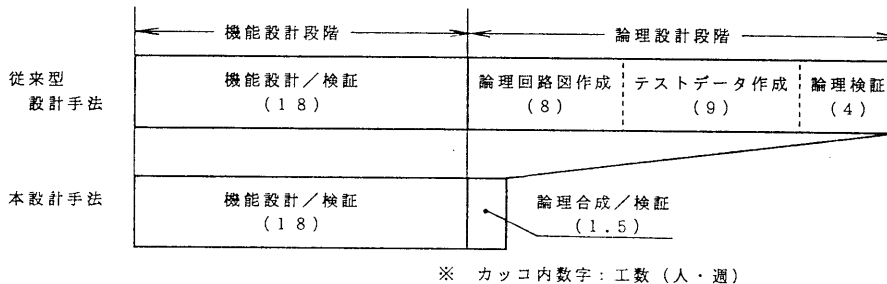 機能設計段階 論理設計段階
従来型
設計手法
機能設計／検証
(18)
論理回路図作成
(8)
テストデータ作成
(9)
論理検証
(4)
本設計手法
機能設計／検証
(18)
論理合成／検証
(1.5)
※ カッコ内数字：工数（人・週）